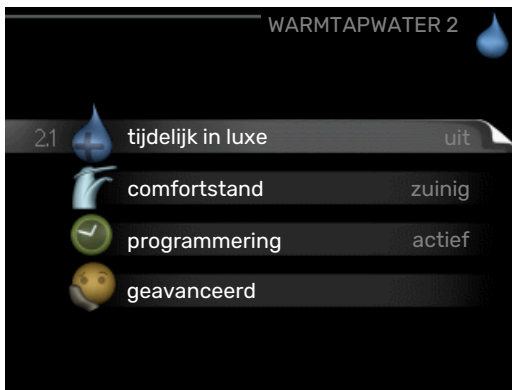 WARMTAPWATER 2
2.1 tijdelijk in luxe uit
comfortstand zuinig
programmering actief
geavanceerd